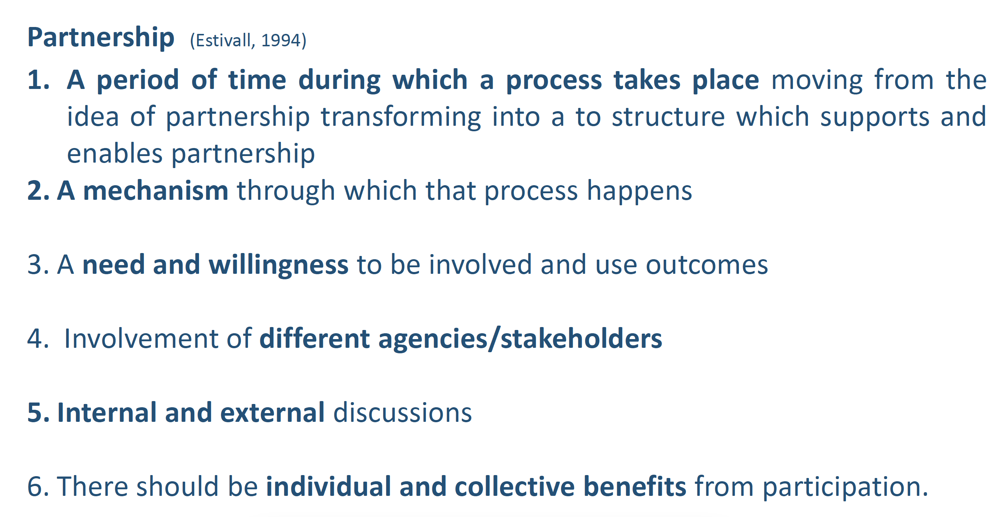 Partnership (Estivall, 1994)
1. A period of time during which a process takes place moving from the
idea of partnership transforming into a to structure which supports and
enables partnership
2. A mechanism through which that process happens
3. A need and willingness to be involved and use outcomes
4. Involvement of different agencies/stakeholders
5. Internal and external discussions
6. There should be individual and collective benefits from participation.